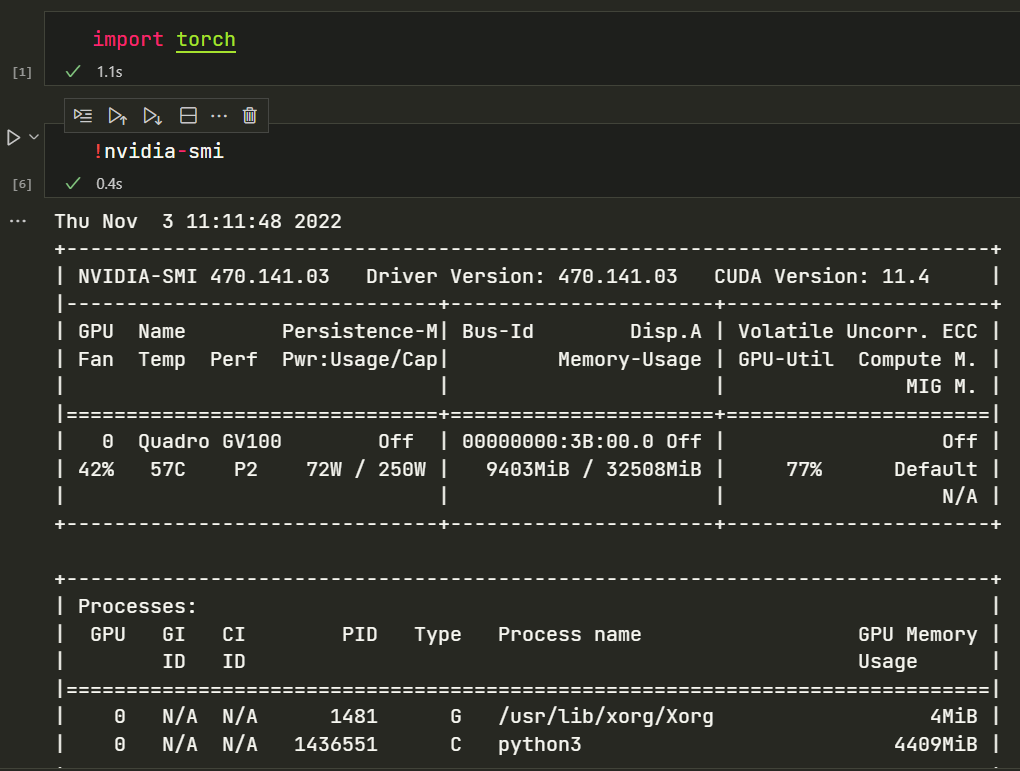 import torch
[1]
1.1s
!nvidia-smi
[6]
0.4s
Thu Nov  3 11:11:48 2022
+-----------------------------------------------------------------------------+
| NVIDIA-SMI 470.141.03   Driver Version: 470.141.03   CUDA Version: 11.4     |
|-------------------------------+----------------------+----------------------+
| GPU  Name        Persistence-M| Bus-Id        Disp.A | Volatile Uncorr. ECC |
| Fan  Temp  Perf  Pwr:Usage/Cap|         Memory-Usage | GPU-Util  Compute M. |
|                               |                      |               MIG M. |
|===============================+======================+======================|
|   0  Quadro GV100        Off  | 00000000:3B:00.0 Off |                  Off |
| 42%   57C    P2    72W / 250W |   9403MiB / 32508MiB |     77%      Default |
|                               |                      |                  N/A |
+-------------------------------+----------------------+----------------------+

+-----------------------------------------------------------------------------+
| Processes:                                                                  |
|  GPU   GI   CI        PID   Type   Process name                  GPU Memory |
|        ID   ID                                                   Usage      |
|=============================================================================|
|    0   N/A  N/A      1481      G   /usr/lib/xorg/Xorg                  4MiB |
|    0   N/A  N/A   1436551      C   python3                          4409MiB |